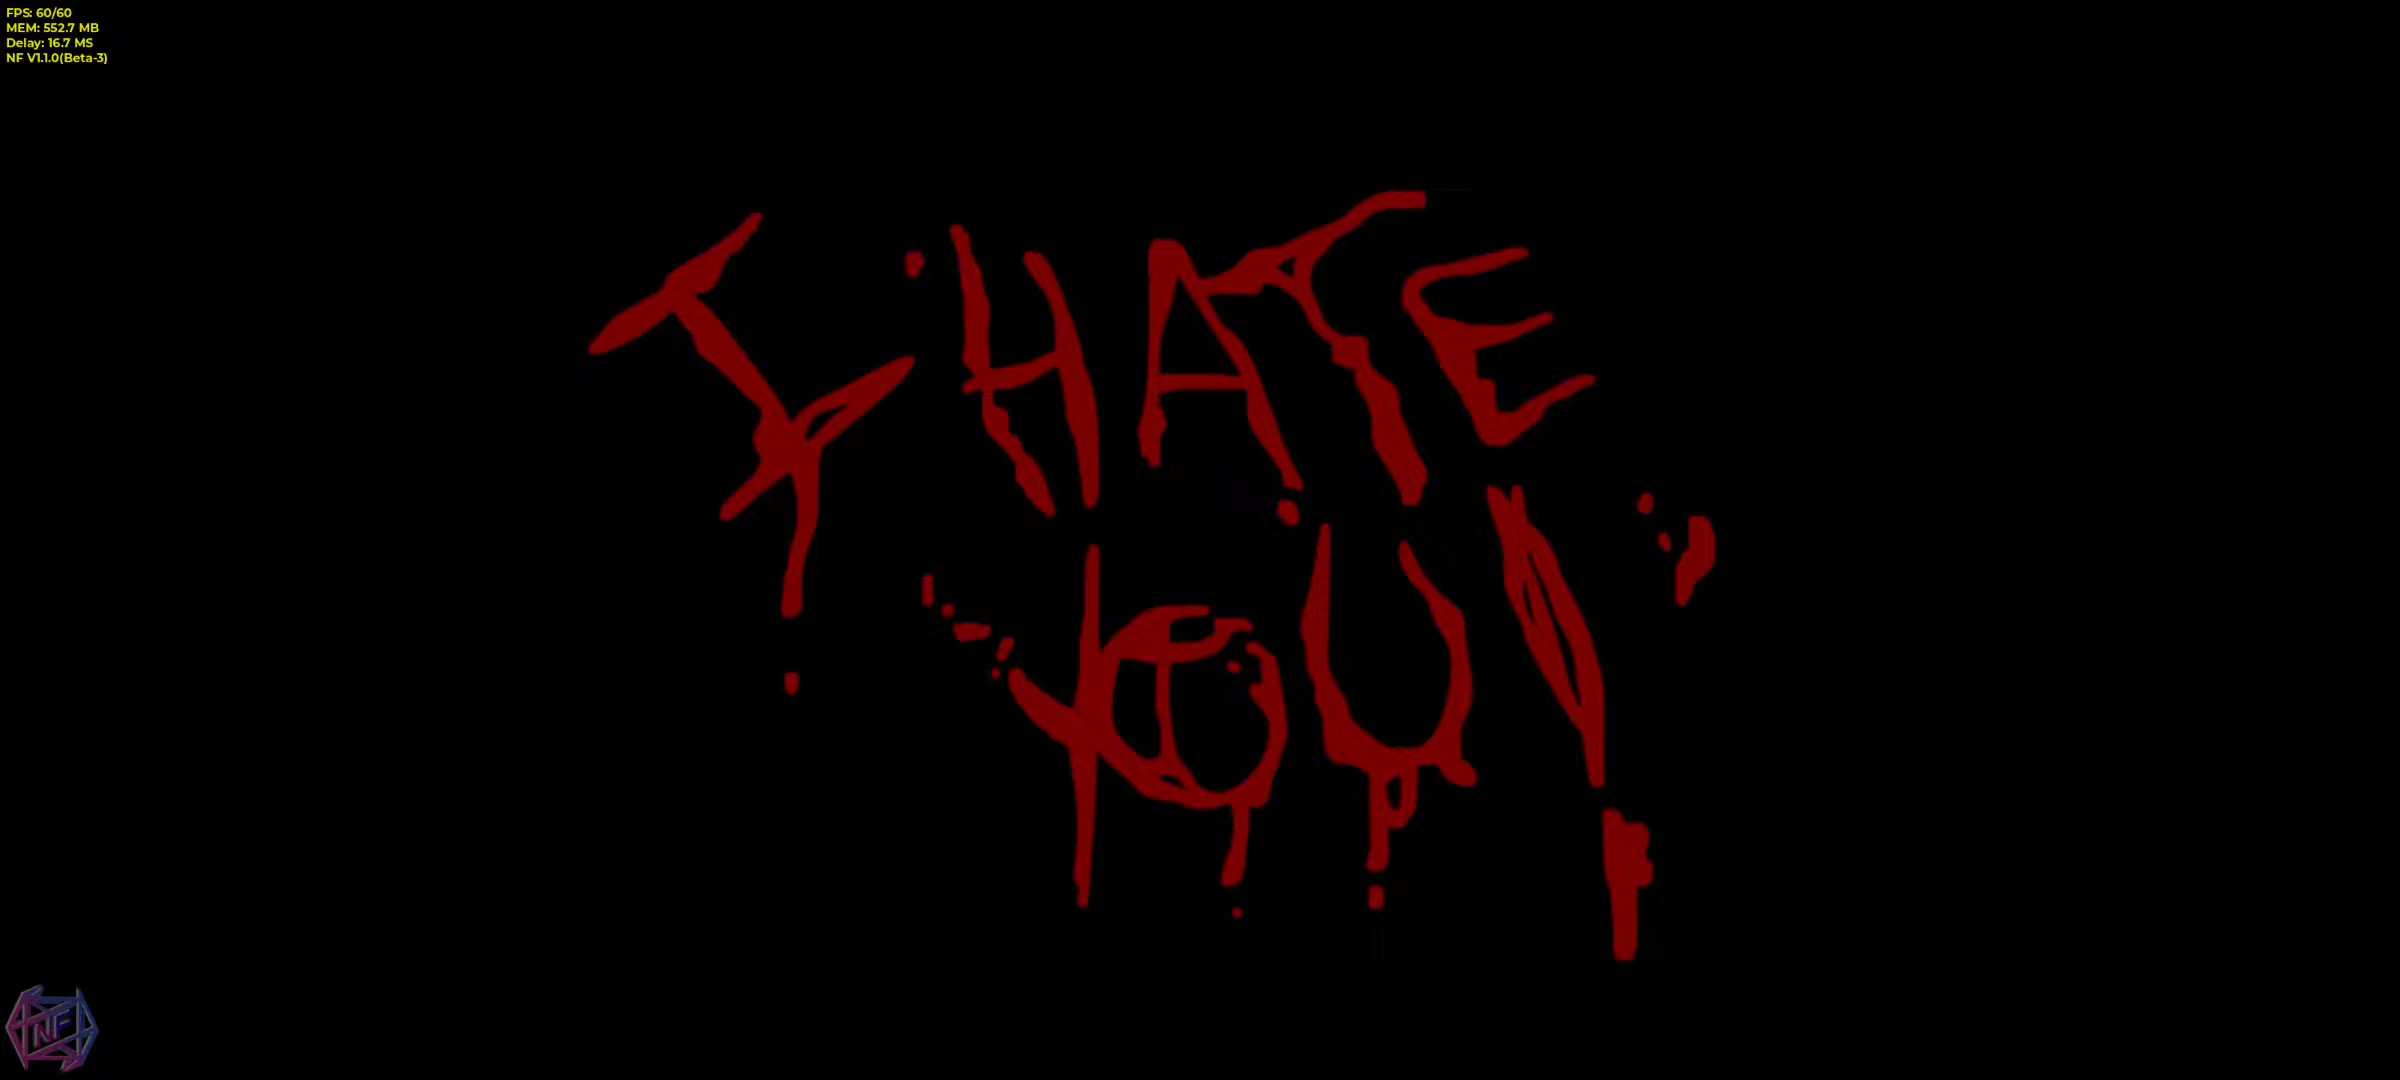 FPS: 60/60
MEM: 552.7 MB
Delay: 16.7 MS
NF V1.1.0(Beta-3)
I HATE
YOU
NF